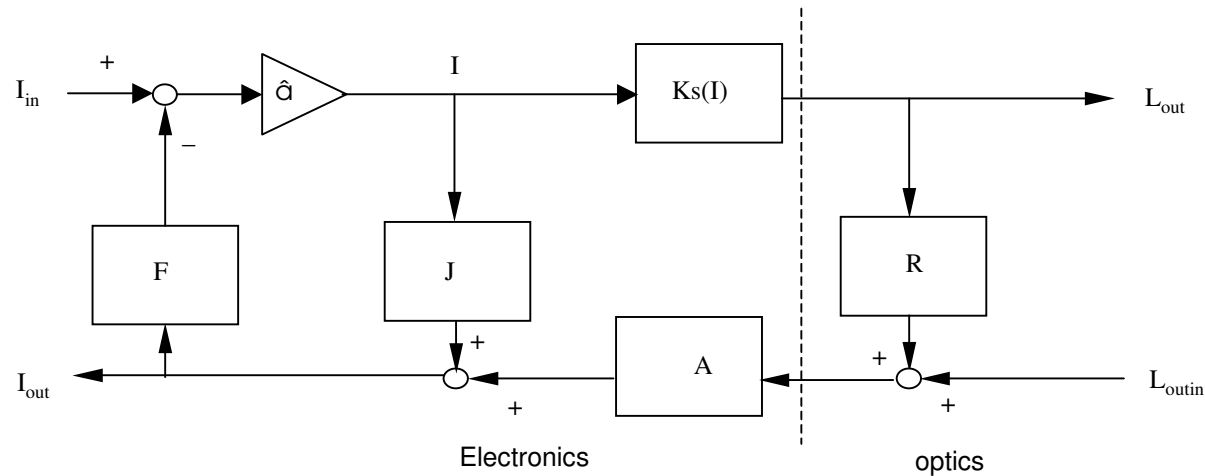 +
I
I_in
â
Ks(I)
L_out
−
F
J
R
+
+
A
I_out
L_outin
+
+
Electronics
optics